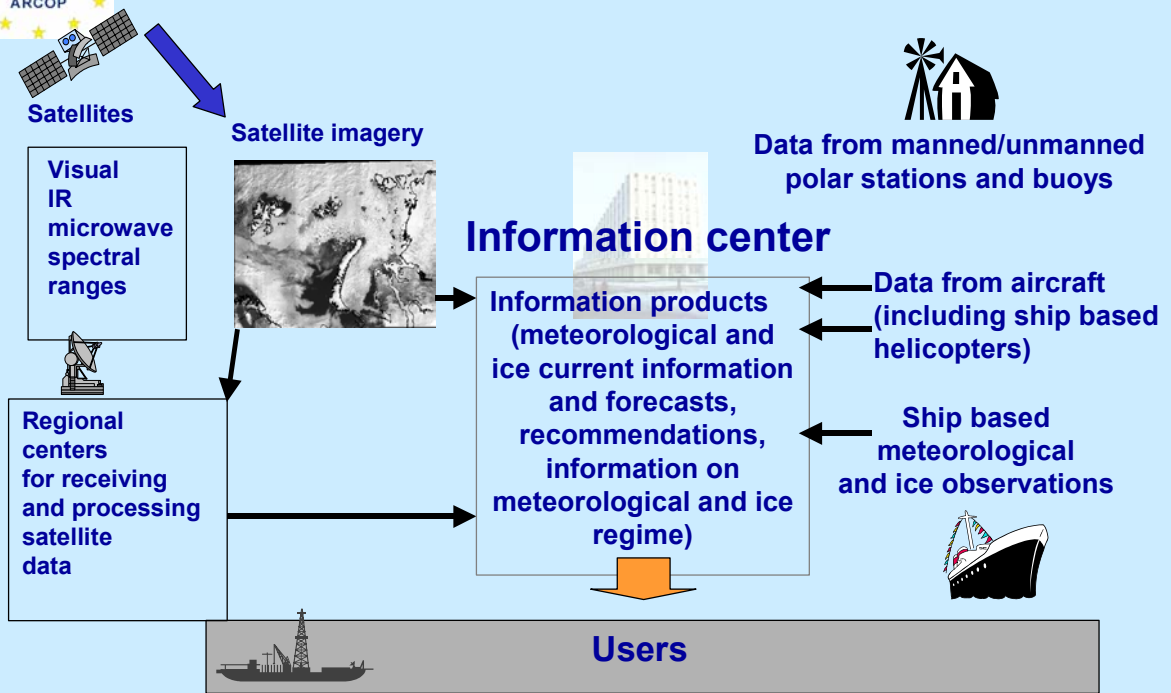 ARCOP
Satellites
Visual
IR
microwave
spectral
ranges
Satellite imagery
Data from manned/unmanned
polar stations and buoys
Information center
Information products
(meteorological and
ice current information
and forecasts,
recommendations,
information on
meteorological and ice
regime)
Data from aircraft
(including ship based
helicopters)
Ship based
meteorological
and ice observations
Regional
centers
for receiving
and processing
satellite
data
Users